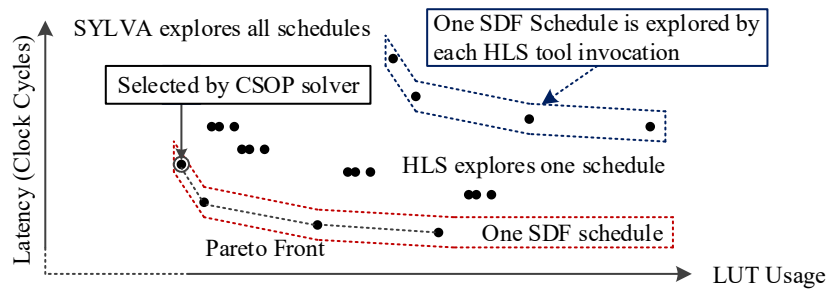 SYLVA explores all schedules
One SDF Schedule is explored by
each HLS tool invocation
Selected by CSOP solver
Latency (Clock Cycles)
HLS explores one schedule
One SDF schedule
Pareto Front
LUT Usage